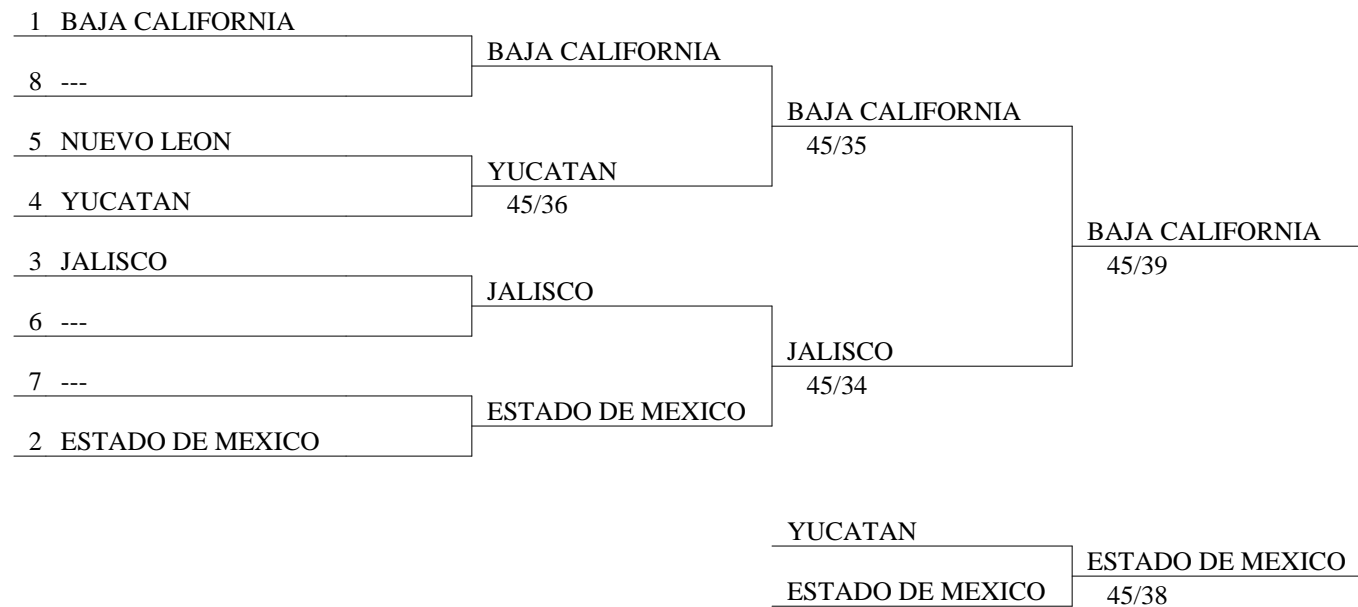 1 BAJA CALIFORNIA
BAJA CALIFORNIA
8 ---
BAJA CALIFORNIA
45/35
5 NUEVO LEON
YUCATAN
45/36
4 YUCATAN
BAJA CALIFORNIA
45/39
3 JALISCO
JALISCO
6 ---
JALISCO
45/34
7 ---
ESTADO DE MEXICO
2 ESTADO DE MEXICO
YUCATAN
ESTADO DE MEXICO
45/38
ESTADO DE MEXICO